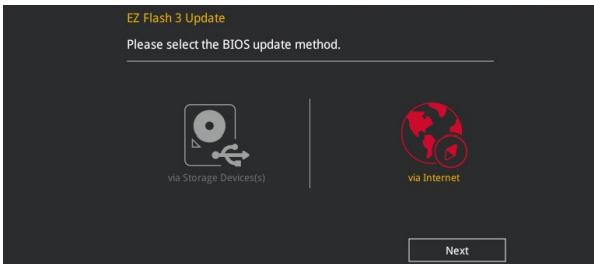 EZ Flash 3 Update
Please select the BIOS update method.
via Storage Devices(s)
via Internet
Next